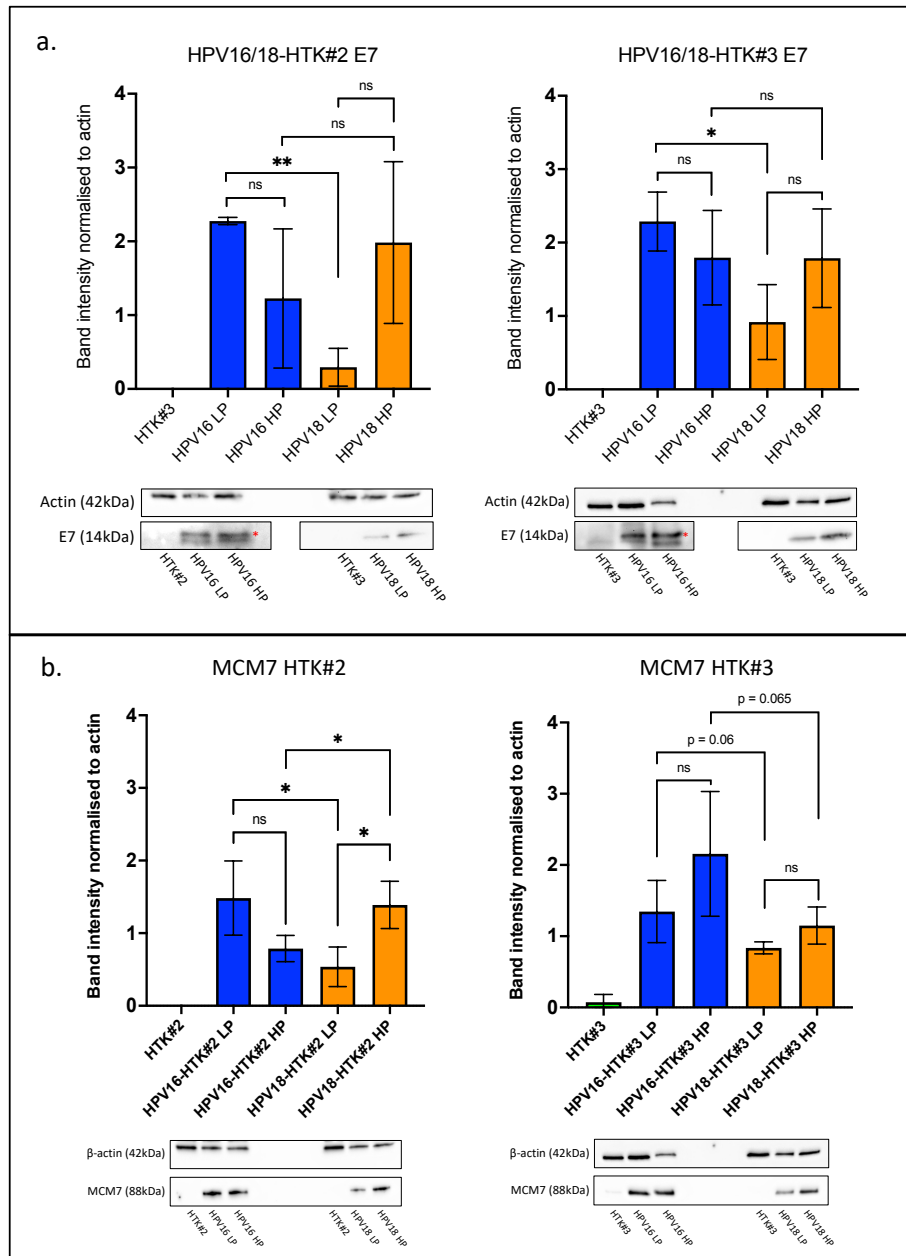 a.
HPV16/18-HTK#2 E7
Band intensity normalised to actin
4
3
2
1
0
ns
ns
**
ns
HTK#3
HPV16 LP
HPV16 HP
HPV18 LP
HPV18 HP
Actin (42kDa)
E7 (14kDa)
*
HTK#2
HPV16 LP
HPV16 HP
HTK#3
HPV18 LP
HPV18 HP
HPV16/18-HTK#3 E7
Band intensity normalised to actin
4
3
2
1
0
ns
*
ns
ns
HTK#3
HPV16 LP
HPV16 HP
HPV18 LP
HPV18 HP
Actin (42kDa)
E7 (14kDa)
*
HTK#3
HPV16 LP
HPV16 HP
HTK#3
HPV18 LP
HPV18 HP
b.
MCM7 HTK#2
Band intensity normalised to actin
4
3
2
1
0
*
*
ns
*
HTK#2
HPV16-HTK#2 LP
HPV16-HTK#2 HP
HPV18-HTK#2 LP
HPV18-HTK#2 HP
β-actin (42kDa)
MCM7 (88kDa)
HTK#2
HPV16 LP
HPV16 HP
HTK#2
HPV18 LP
HPV18 HP
MCM7 HTK#3
Band intensity normalised to actin
4
3
2
1
0
p = 0.065
p = 0.06
ns
ns
HTK#3
HPV16-HTK#3 LP
HPV16-HTK#3 HP
HPV18-HTK#3 LP
HPV18-HTK#3 HP
β-actin (42kDa)
MCM7 (88kDa)
HTK#3
HPV16 LP
HPV16 HP
HTK#3
HPV18 LP
HPV18 HP